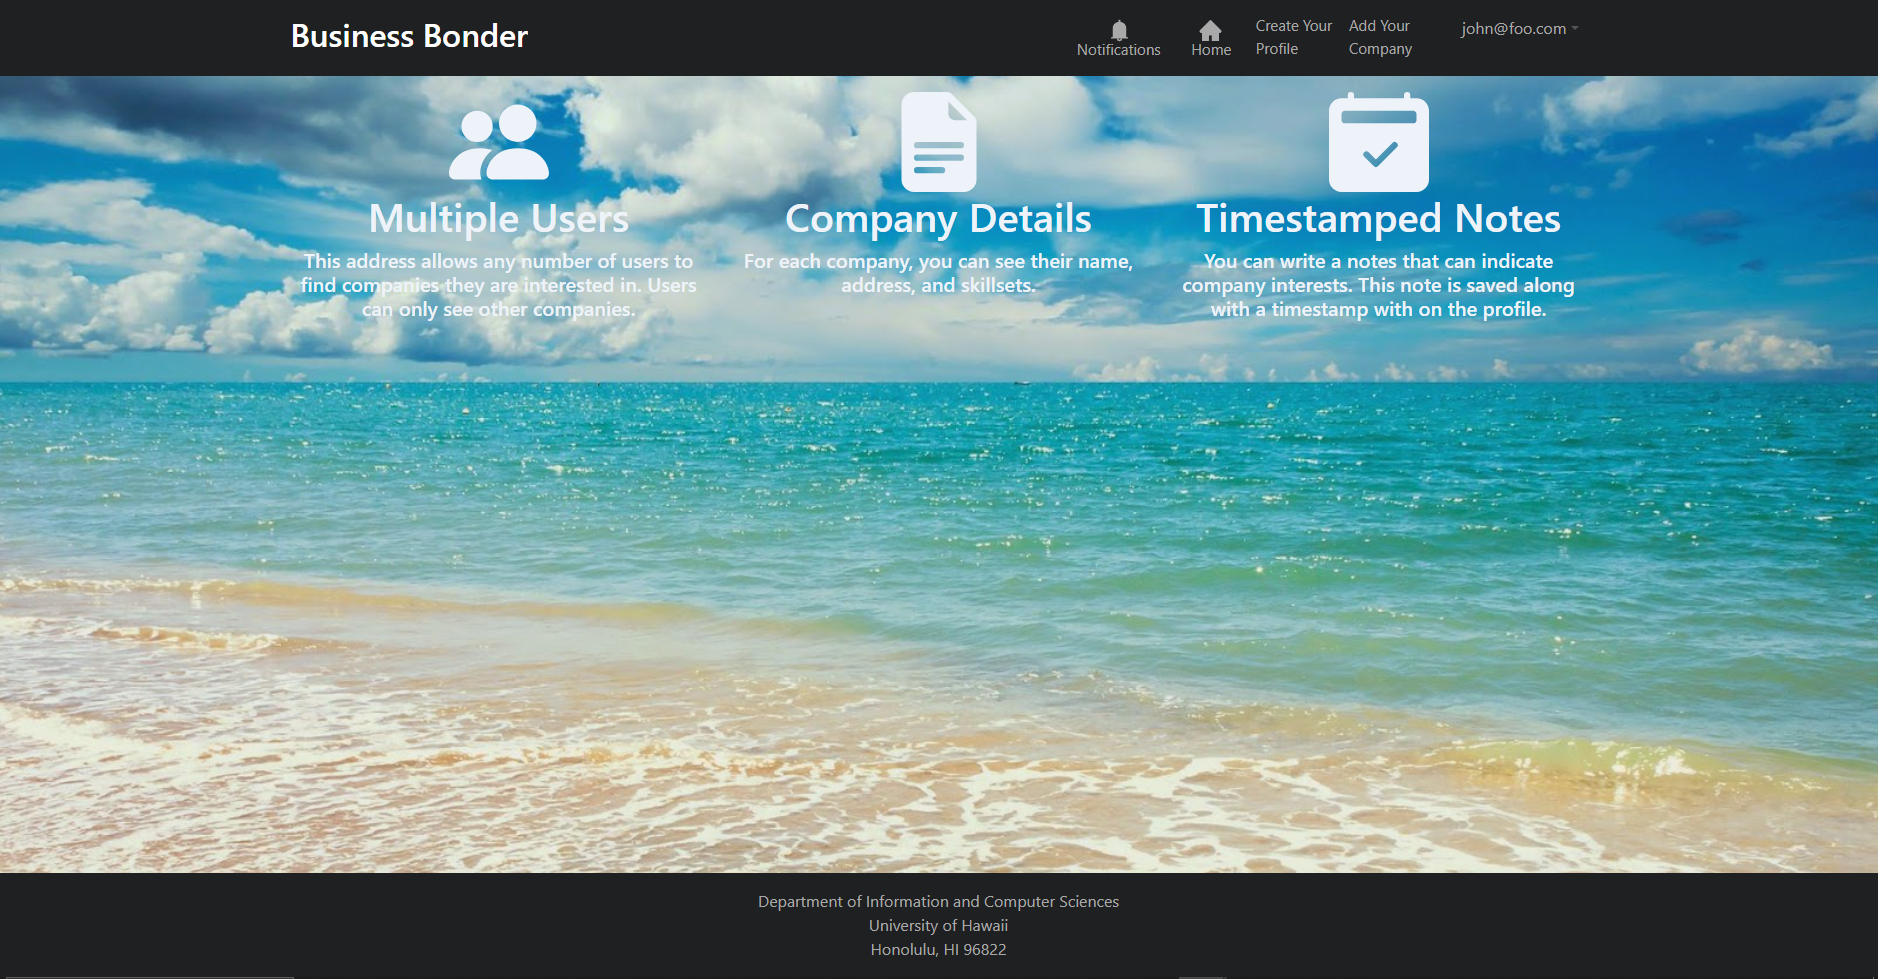 Business Bonder
Notifications
Home
Create Your
Profile
Add Your
Company
john@foo.com
Multiple Users
This address allows any number of users to
find companies they are interested in. Users
can only see other companies.
Company Details
For each company, you can see their name,
address, and skillsets.
Timestamped Notes
You can write a notes that can indicate
company interests. This note is saved along
with a timestamp with on the profile.
Department of Information and Computer Sciences
University of Hawaii
Honolulu, HI 96822